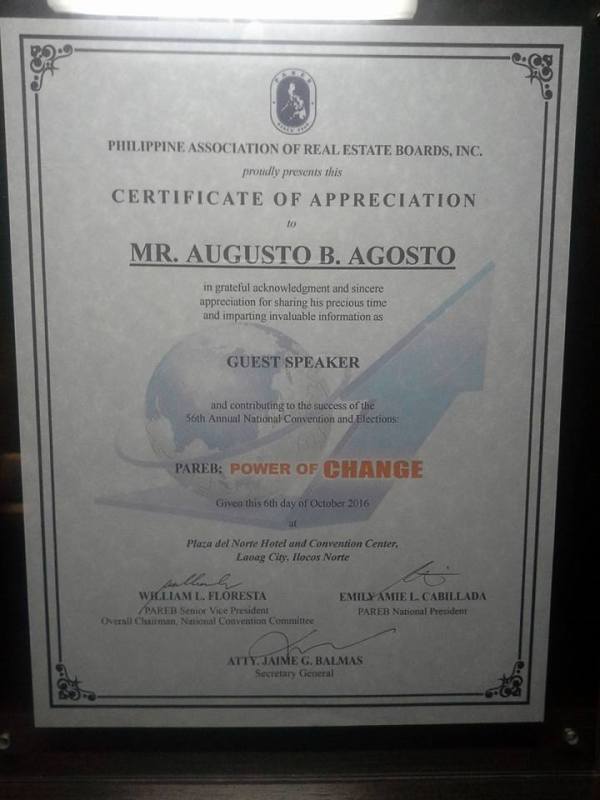 PAREB
SINCE 1960
PHILIPPINE ASSOCIATION OF REAL ESTATE BOARDS, INC.
proudly presents this
CERTIFICATE OF APPRECIATION
to
MR. AUGUSTO B. AGOSTO
in grateful acknowledgment and sincere
appreciation for sharing his precious time
and imparting invaluable information as
GUEST SPEAKER
and contributing to the success of the
56th Annual National Convention and Elections:
PAREB; POWER OF CHANGE
Given this 6th day of October 2016
at
Plaza del Norte Hotel and Convention Center,
Laoag City, Ilocos Norte
WILLIAM L. FLORESTA
PAREB Senior Vice President
Overall Chairman, National Convention Committee
EMILY AMIE L. CABILLADA
PAREB National President
ATTY. JAIME G. BALMAS
Secretary General